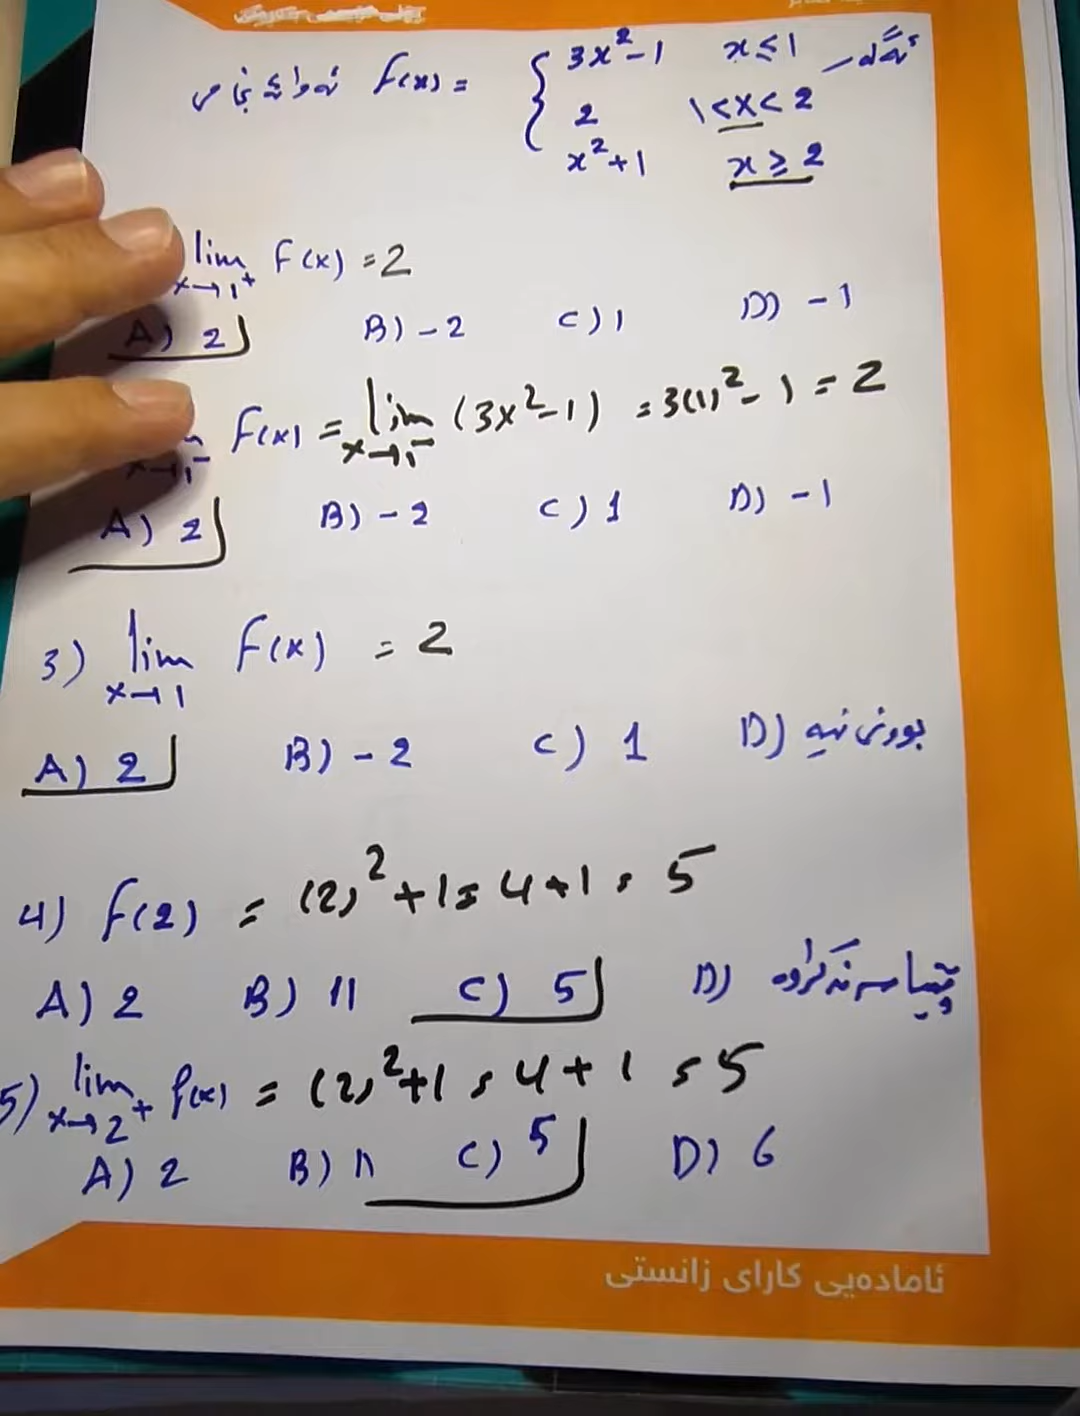 ئەگەر f(x) = { 3x²-1 x ≤ 1
2 1 < x < 2
x²+1 x ≥ 2
lim x→1⁺ f(x) = 2
A) 2 B) -2 C) 1 D) -1
x→1⁻ f(x) = lim x→1⁻ (3x²-1) = 3(1)²-1 = 2
A) 2 B) -2 C) 1 D) -1
3) lim x→1 f(x) = 2
A) 2 B) -2 C) 1 D) بوونی نیە
4) f(2) = (2)²+1 = 4+1 = 5
A) 2 B) 11 C) 5 D) پێناسە نەکراوە
5) lim x→2⁺ f(x) = (2)²+1 = 4+1 = 5
A) 2 B) 11 C) 5 D) 6
ئامادەیی کارای زانستی